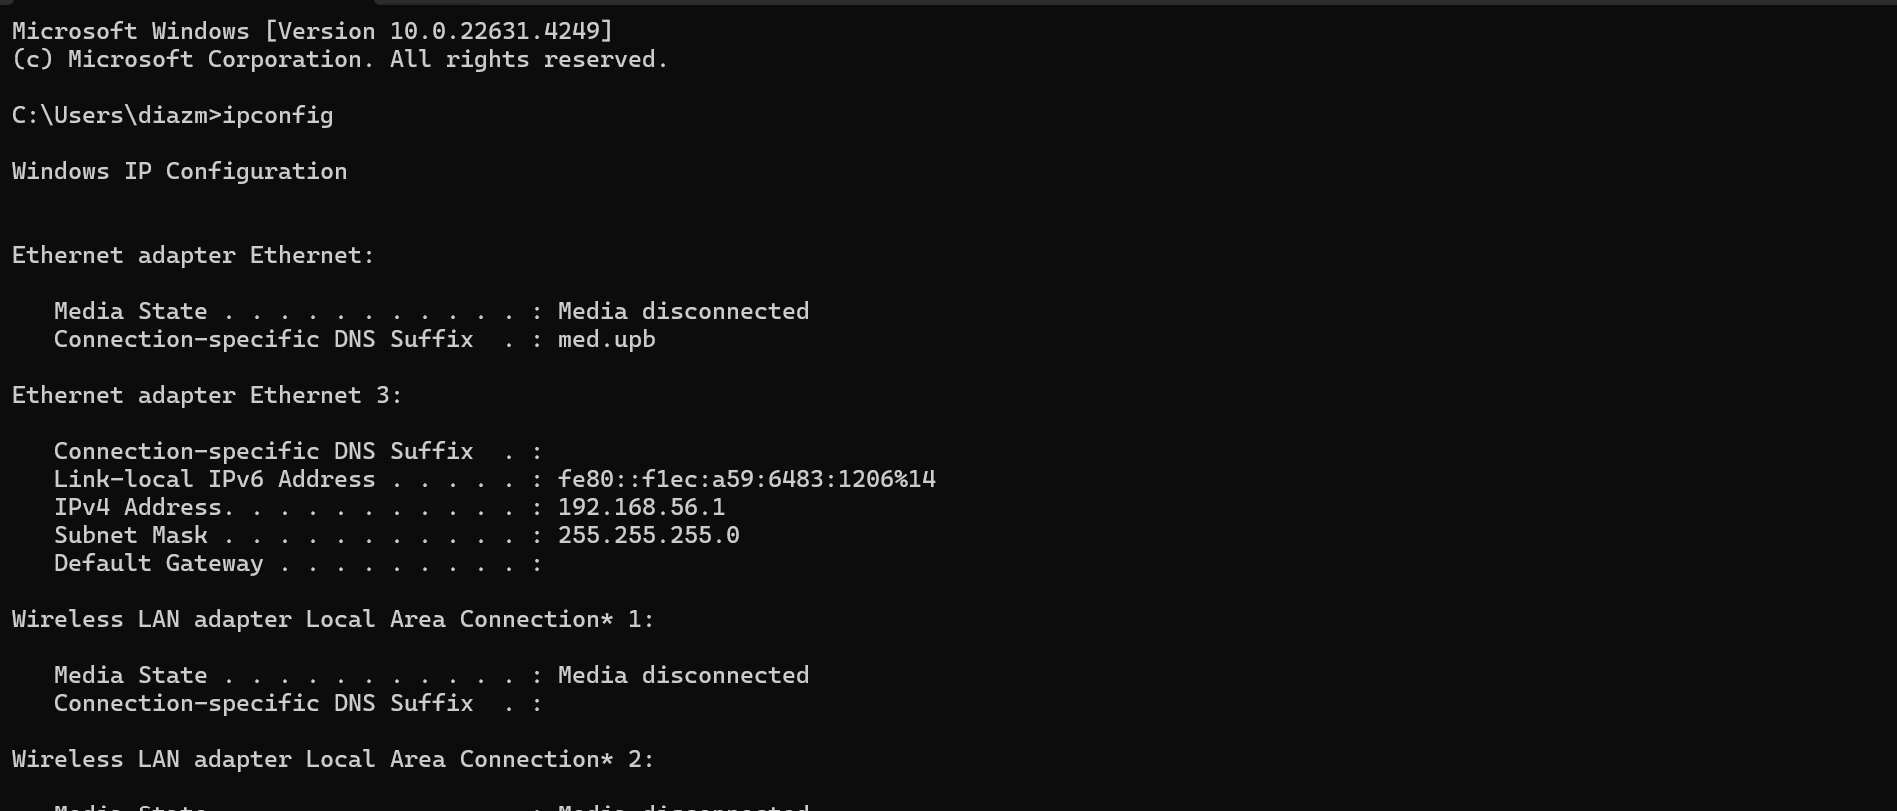 Microsoft Windows [Version 10.0.22631.4249]
(c) Microsoft Corporation. All rights reserved.
C:\Users\diazm>ipconfig
Windows IP Configuration
Ethernet adapter Ethernet:
Media State . . . . . . . . . . . : Media disconnected
Connection-specific DNS Suffix  . : med.upb
Ethernet adapter Ethernet 3:
Connection-specific DNS Suffix  . :
Link-local IPv6 Address . . . . . : fe80::f1ec:a59:6483:1206%14
IPv4 Address. . . . . . . . . . . : 192.168.56.1
Subnet Mask . . . . . . . . . . . : 255.255.255.0
Default Gateway . . . . . . . . . :
Wireless LAN adapter Local Area Connection* 1:
Media State . . . . . . . . . . . : Media disconnected
Connection-specific DNS Suffix  . :
Wireless LAN adapter Local Area Connection* 2:
Media State . . . . . . . . . . . : Media disconnected